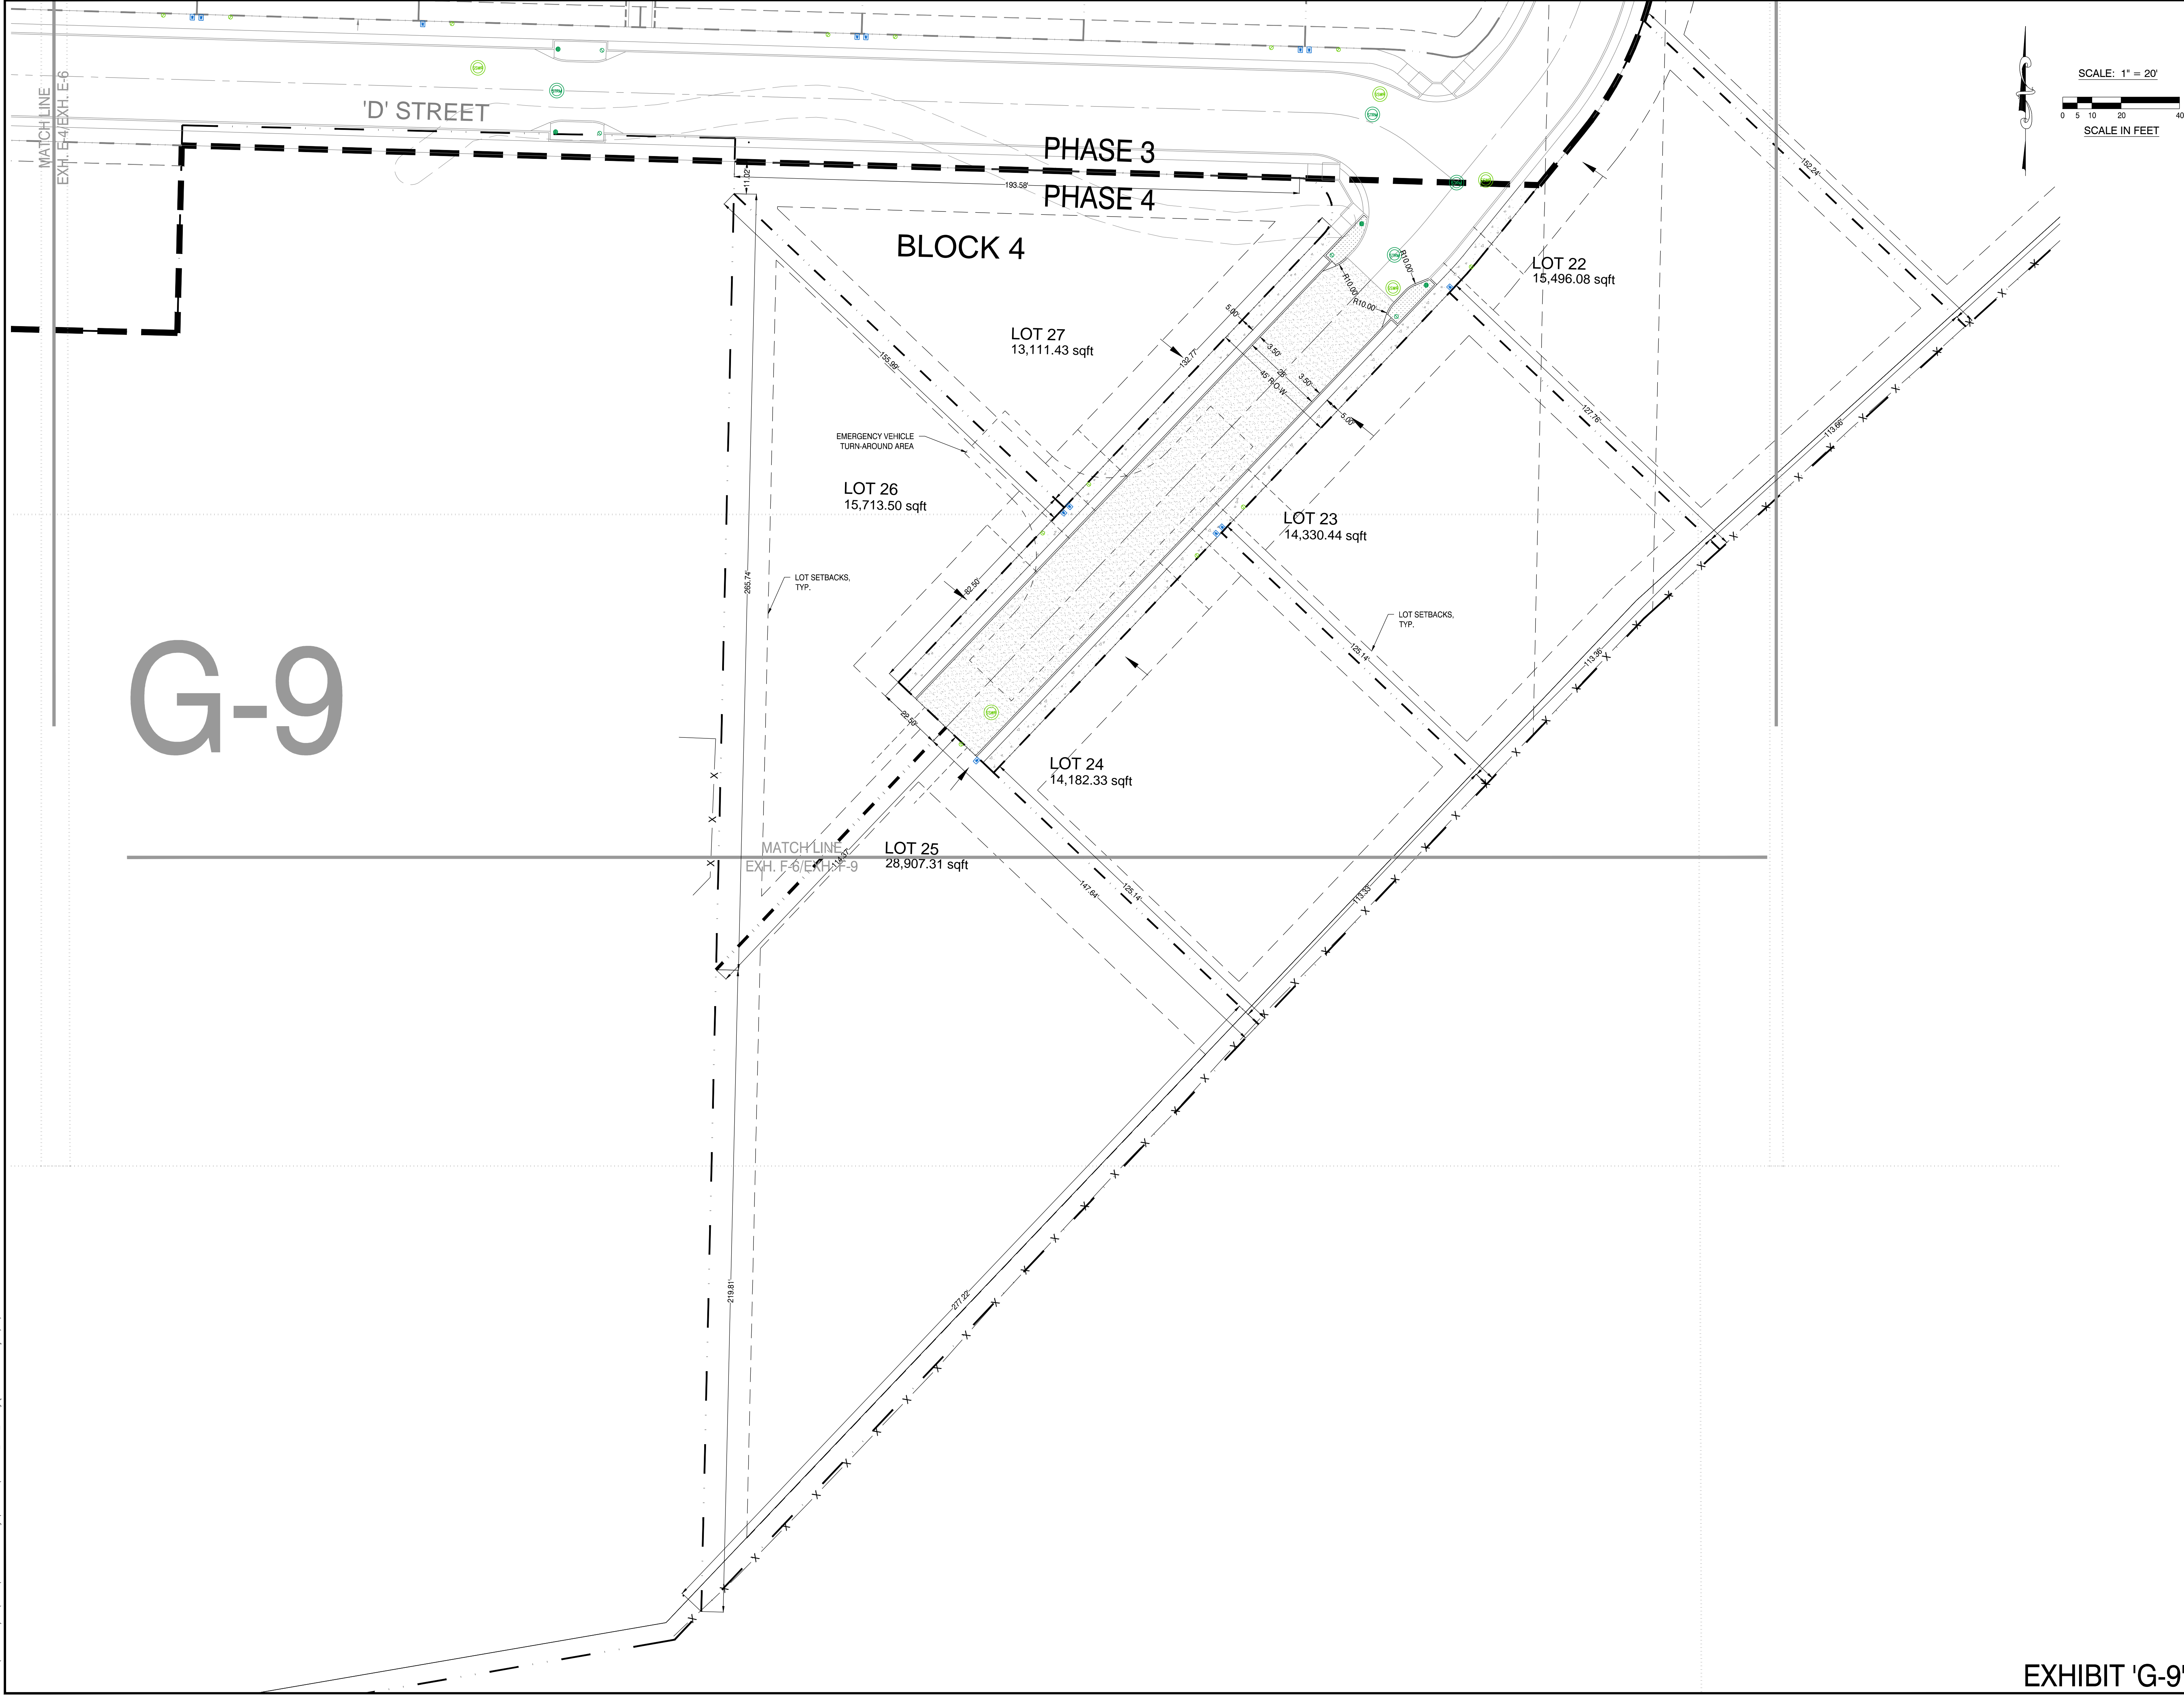 MATCH LINE
EXH. E-4/EXH. E-6
'D' STREET
SCALE: 1" = 20'
0 5 10 20 40
SCALE IN FEET
PHASE 3
193.58'
11.02'
PHASE 4
BLOCK 4
152.24'
LOT 22
15,496.08 sqft
R10.00'
R10.00'
R10.00'
5.00'
LOT 27
13,111.43 sqft
155.99'
132.77'
3.50'
28'
3.50'
45' R-O-W
5.00'
127.76'
113.66'
EMERGENCY VEHICLE
TURN-AROUND AREA
LOT 26
15,713.50 sqft
LOT 23
14,330.44 sqft
265.74'
LOT SETBACKS,
TYP.
82.50'
LOT SETBACKS,
TYP.
125.14'
113.36'
G-9
22.50'
LOT 24
14,182.33 sqft
MATCH LINE
EXH. F-6/EXH. F-9
114.37'
LOT 25
28,907.31 sqft
147.64'
125.14'
113.33'
219.81'
277.22'
X
EXHIBIT 'G-9'